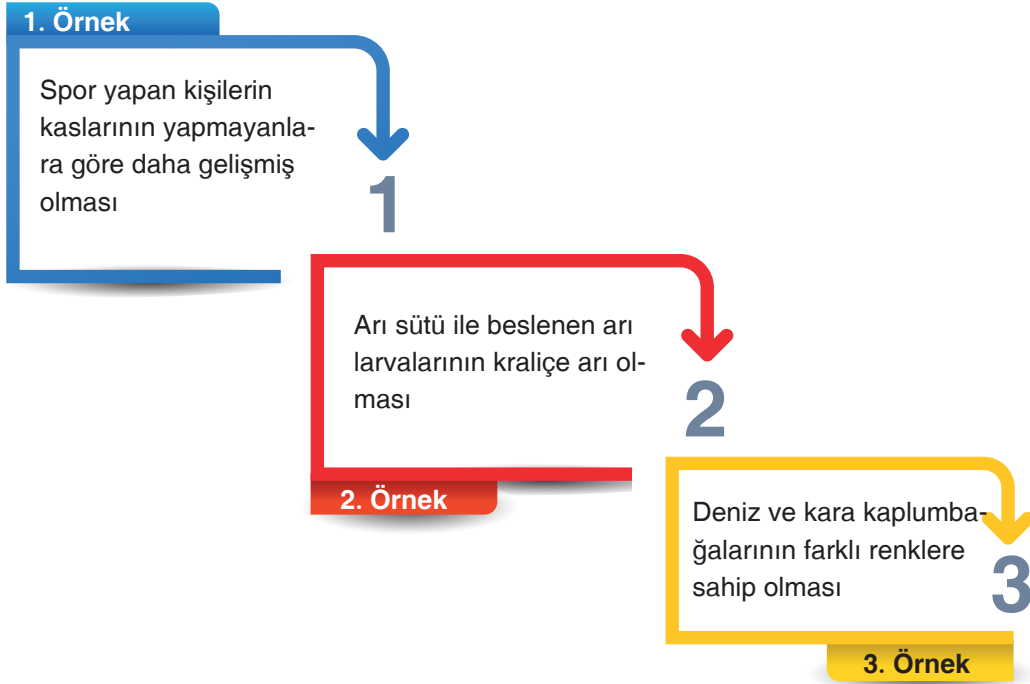 1. Örnek
Spor yapan kişilerin
kaslarının yapmayanla-
ra göre daha gelişmiş
olması
1
Arı sütü ile beslenen arı
larvalarının kraliçe arı ol-
ması
2
2. Örnek
Deniz ve kara kaplumba-
ğalarının farklı renklere
sahip olması
3
3. Örnek